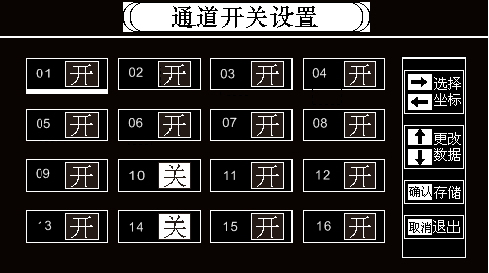 通道开关设置
01 开 02 开 03 开 04 开
05 开 06 开 07 开 08 开
09 开 10 关 11 开 12 开
13 开 14 关 15 开 16 开
→ 选择
← 坐标
↑ 更改
↓ 数据
确认 存储
取消 退出